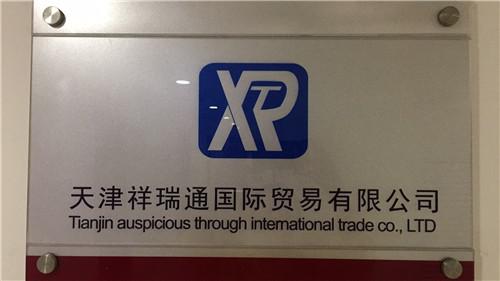 XTR
天津祥瑞通国际贸易有限公司
Tianjin auspicious through international trade co., LTD